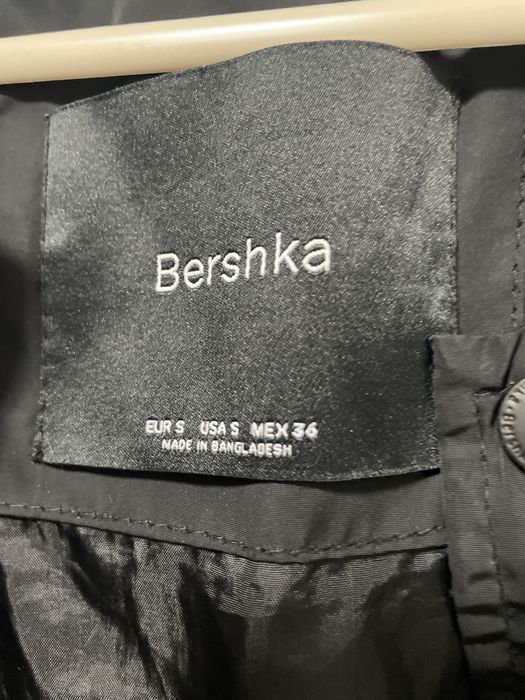 Bershka
EUR S USA S MEX 36
MADE IN BANGLADESH